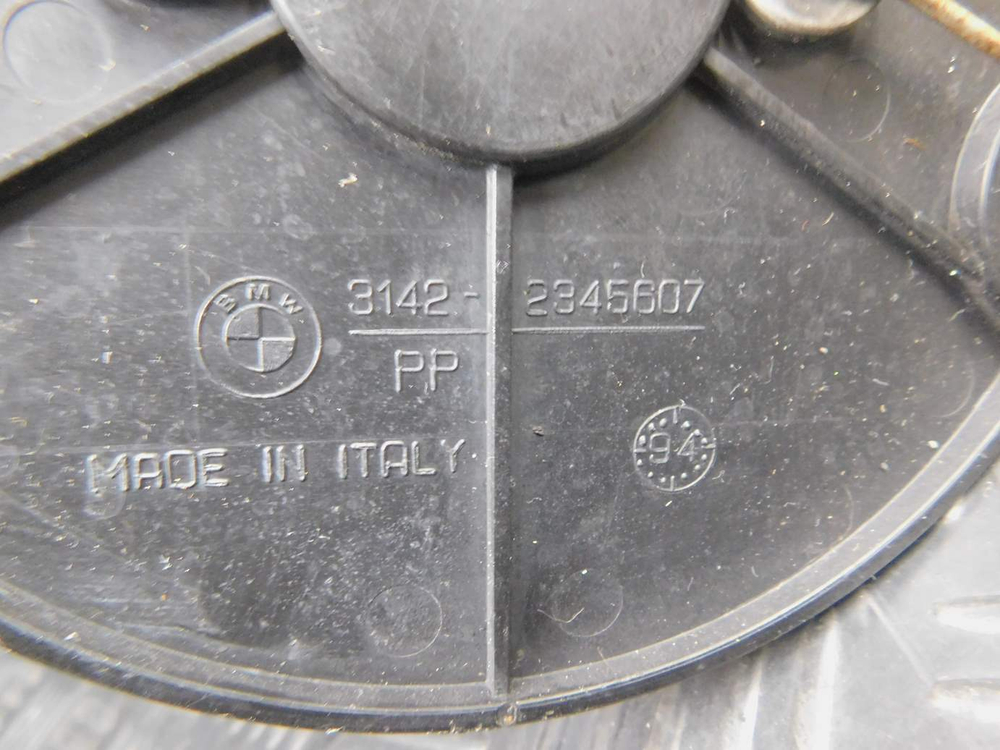 BMW
3142- 2345607
PP
MADE IN ITALY
94